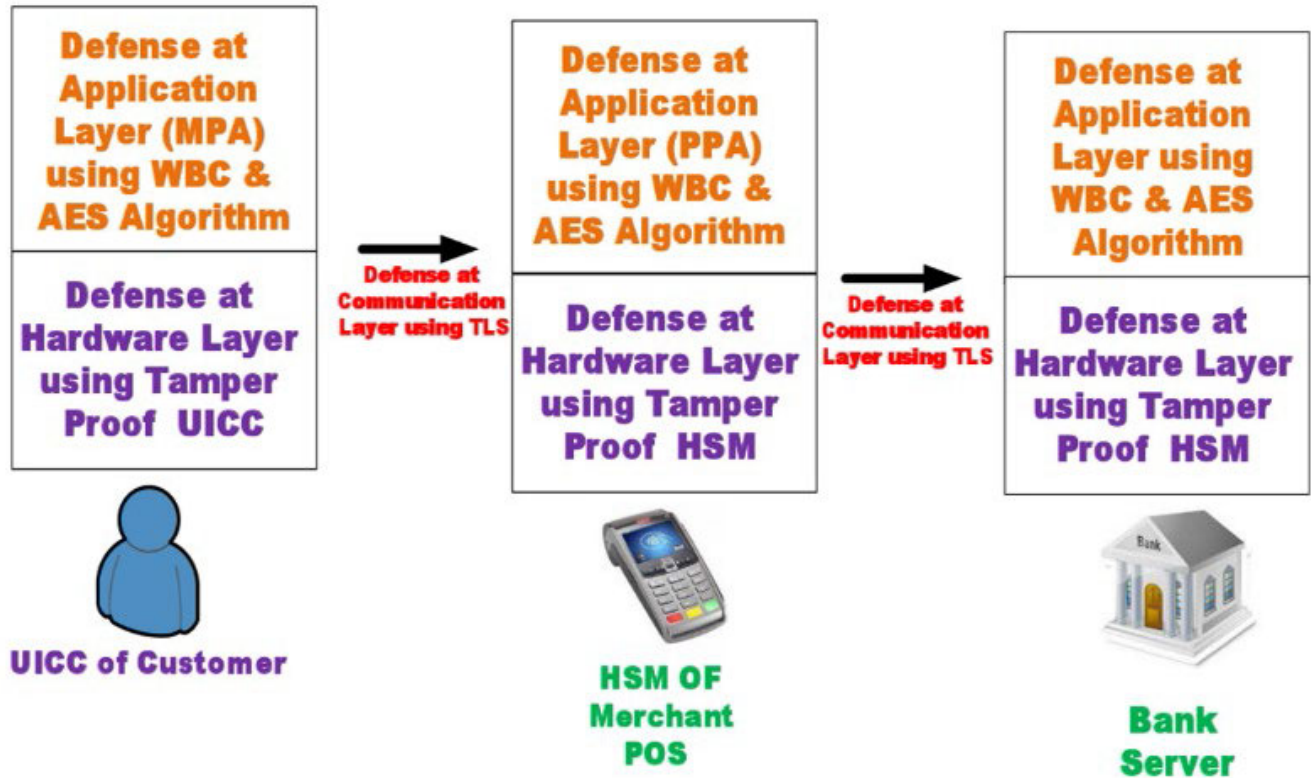 Defense at
Application
Layer (MPA)
using WBC &
AES Algorithm
Defense at
Hardware Layer
using Tamper
Proof UICC
UICC of Customer
Defense at
Communication
Layer using TLS
Defense at
Application
Layer (PPA)
using WBC &
AES Algorithm
Defense at
Hardware Layer
using Tamper
Proof HSM
HSM OF
Merchant
POS
Defense at
Communication
Layer using TLS
Defense at
Application
Layer using
WBC & AES
Algorithm
Defense at
Hardware Layer
using Tamper
Proof HSM
Bank
Bank
Server